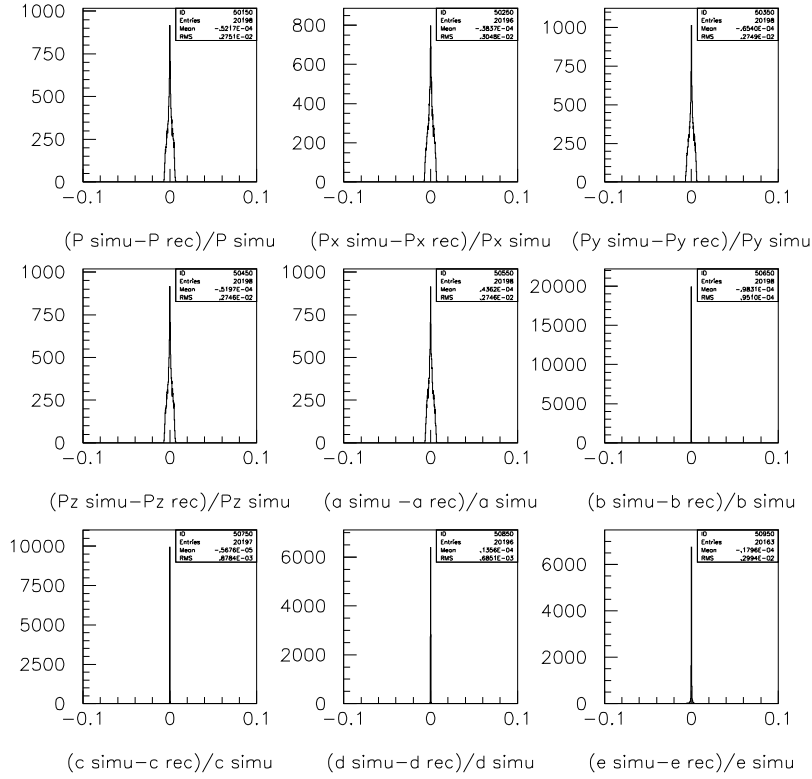 ID 50150
Entries 20198
Mean -.5217E-04
RMS .2751E-02
1000
750
500
250
0
-0.1 0 0.1
(P simu-P rec)/P simu
ID 50250
Entries 20196
Mean -.3837E-04
RMS .3048E-02
800
600
400
200
0
-0.1 0 0.1
(Px simu-Px rec)/Px simu
ID 50350
Entries 20198
Mean -.6540E-04
RMS .2749E-02
1000
750
500
250
0
-0.1 0 0.1
(Py simu-Py rec)/Py simu
ID 50450
Entries 20198
Mean -.5197E-04
RMS .2746E-02
1000
750
500
250
0
-0.1 0 0.1
(Pz simu-Pz rec)/Pz simu
ID 50550
Entries 20198
Mean .4362E-04
RMS .2746E-02
1000
750
500
250
0
-0.1 0 0.1
(a simu -a rec)/a simu
ID 50650
Entries 20198
Mean -.9831E-04
RMS .9510E-04
20000
15000
10000
5000
0
-0.1 0 0.1
(b simu-b rec)/b simu
ID 50750
Entries 20197
Mean -.5676E-05
RMS .8784E-03
10000
7500
5000
2500
0
-0.1 0 0.1
(c simu-c rec)/c simu
ID 50850
Entries 20196
Mean .1356E-04
RMS .6851E-03
6000
4000
2000
0
-0.1 0 0.1
(d simu-d rec)/d simu
ID 50950
Entries 20163
Mean -.1796E-04
RMS .2994E-02
6000
4000
2000
0
-0.1 0 0.1
(e simu-e rec)/e simu